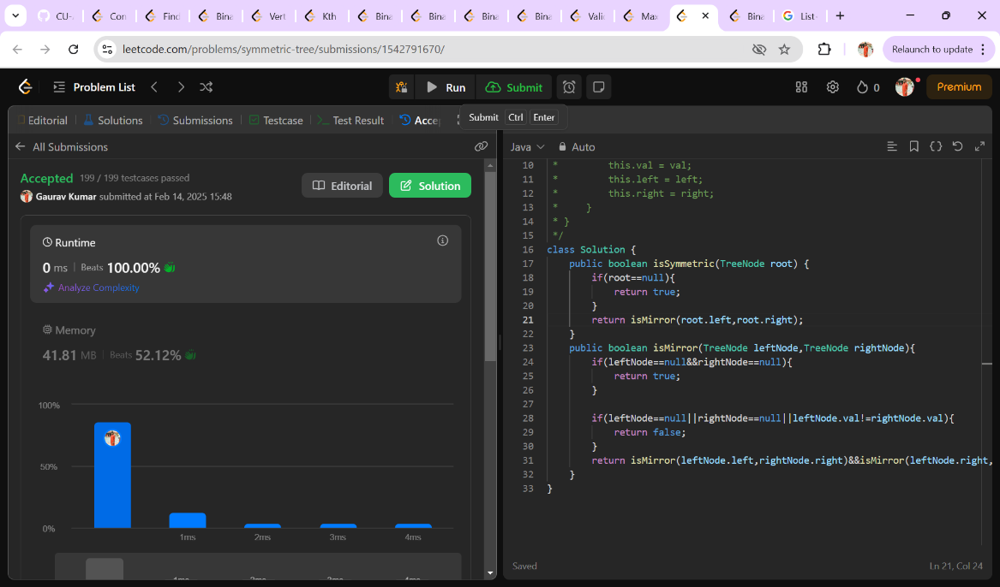 CU-
Con
Find
Bina
Vert
Kth
Bina
Bina
Bina
Bina
Valid
Max
Bina
List-
leetcode.com/problems/symmetric-tree/submissions/1542791670/
Relaunch to update
Problem List
Run
Submit
0
Premium
Editorial
Solutions
Submissions
Testcase
Test Result
Acce
Submit Ctrl Enter
All Submissions
Accepted 199 / 199 testcases passed
Gaurav Kumar submitted at Feb 14, 2025 15:48
Editorial
Solution
Runtime
0 ms Beats 100.00%
Analyze Complexity
Memory
41.81 MB Beats 52.12%
100%
50%
0%
1ms 2ms 3ms 4ms
1ms 2ms 3ms 4ms
Java
Auto
10 * this.val = val;
11 * this.left = left;
12 * this.right = right;
13 * }
14 * }
15 */
16 class Solution {
17 public boolean isSymmetric(TreeNode root) {
18 if(root==null){
19 return true;
20 }
21 return isMirror(root.left,root.right);
22 }
23 public boolean isMirror(TreeNode leftNode,TreeNode rightNode){
24 if(leftNode==null&&rightNode==null){
25 return true;
26 }
27
28 if(leftNode==null||rightNode==null||leftNode.val!=rightNode.val){
29 return false;
30 }
31 return isMirror(leftNode.left,rightNode.right)&&isMirror(leftNode.right,
32 }
33 }
Saved
Ln 21, Col 24